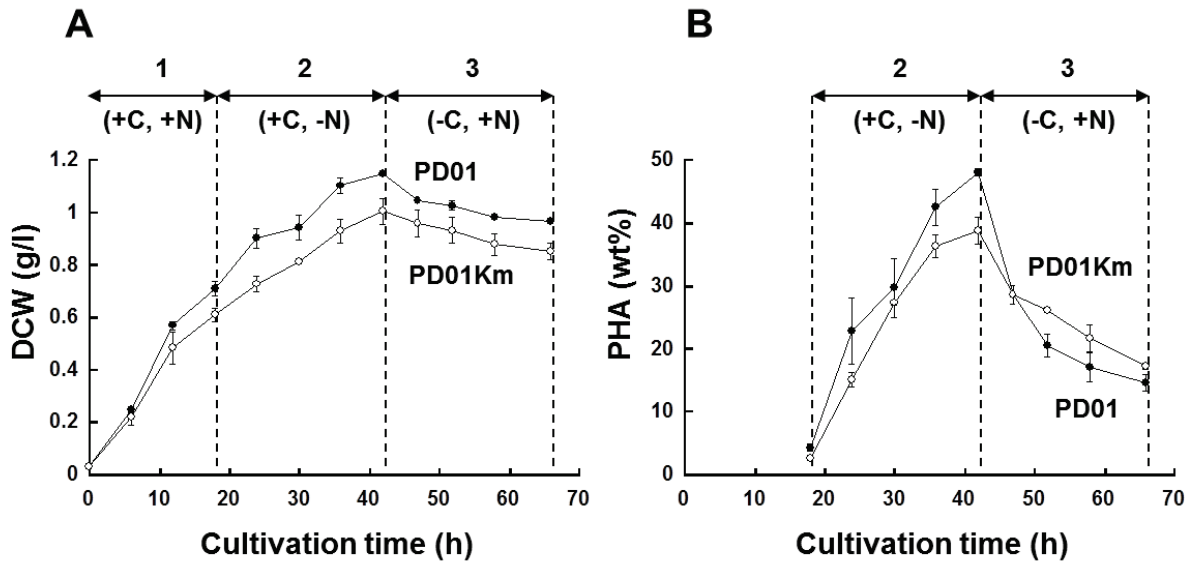 A
1 2 3
(+C, +N) (+C, -N) (-C, +N)
1.2
1
0.8
0.6
0.4
0.2
0
DCW (g/l)
PD01
PD01Km
0 10 20 30 40 50 60 70
Cultivation time (h)
B
2 3
(+C, -N) (-C, +N)
50
40
30
20
10
0
PHA (wt%)
PD01Km
PD01
0 10 20 30 40 50 60 70
Cultivation time (h)